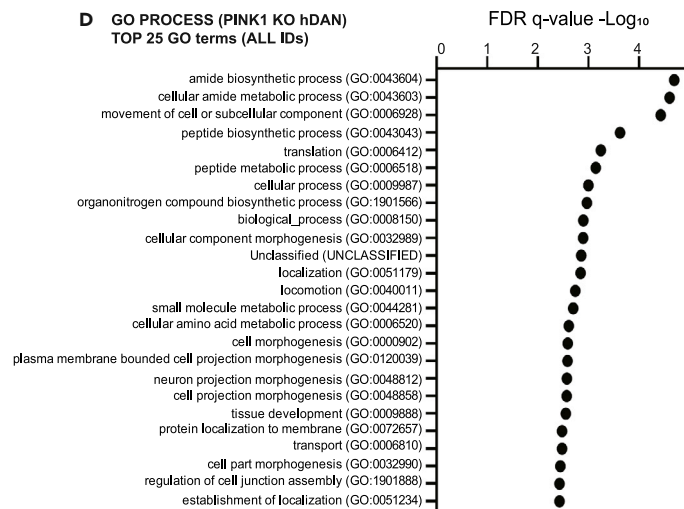 D GO PROCESS (PINK1 KO hDAN)
TOP 25 GO terms (ALL IDs)
FDR q-value -Log₁₀
0 1 2 3 4
amide biosynthetic process (GO:0043604)
cellular amide metabolic process (GO:0043603)
movement of cell or subcellular component (GO:0006928)
peptide biosynthetic process (GO:0043043)
translation (GO:0006412)
peptide metabolic process (GO:0006518)
cellular process (GO:0009987)
organonitrogen compound biosynthetic process (GO:1901566)
biological_process (GO:0008150)
cellular component morphogenesis (GO:0032989)
Unclassified (UNCLASSIFIED)
localization (GO:0051179)
locomotion (GO:0040011)
small molecule metabolic process (GO:0044281)
cellular amino acid metabolic process (GO:0006520)
cell morphogenesis (GO:0000902)
plasma membrane bounded cell projection morphogenesis (GO:0120039)
neuron projection morphogenesis (GO:0048812)
cell projection morphogenesis (GO:0048858)
tissue development (GO:0009888)
protein localization to membrane (GO:0072657)
transport (GO:0006810)
cell part morphogenesis (GO:0032990)
regulation of cell junction assembly (GO:1901888)
establishment of localization (GO:0051234)